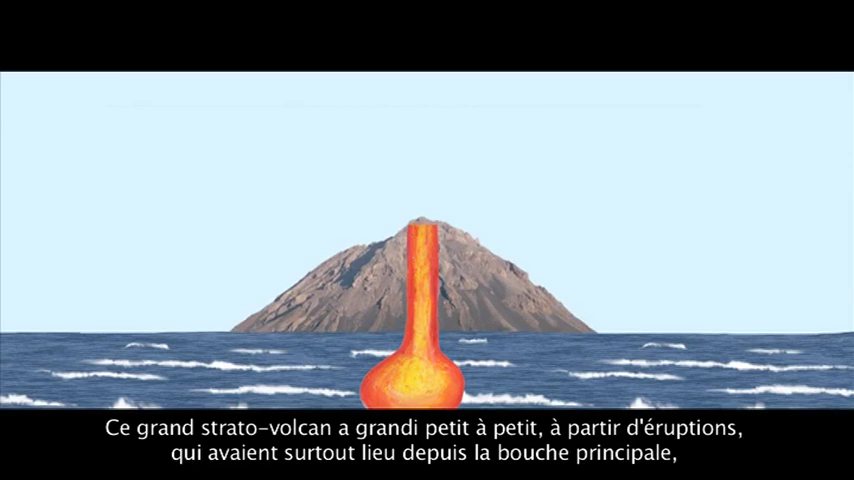 Ce grand strato-volcan a grandi petit à petit, à partir d'éruptions,
qui avaient surtout lieu depuis la bouche principale,